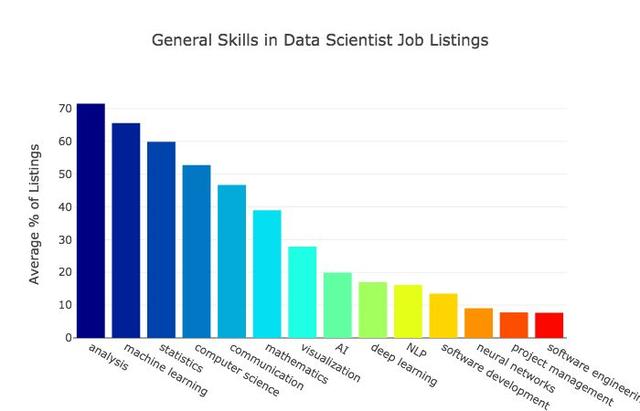 General Skills in Data Scientist Job Listings
Average % of Listings
70
60
50
40
30
20
10
0
analysis
machine learning
statistics
computer science
communication
mathematics
visualization
AI
deep learning
NLP
software development
neural networks
project management
software engineerin